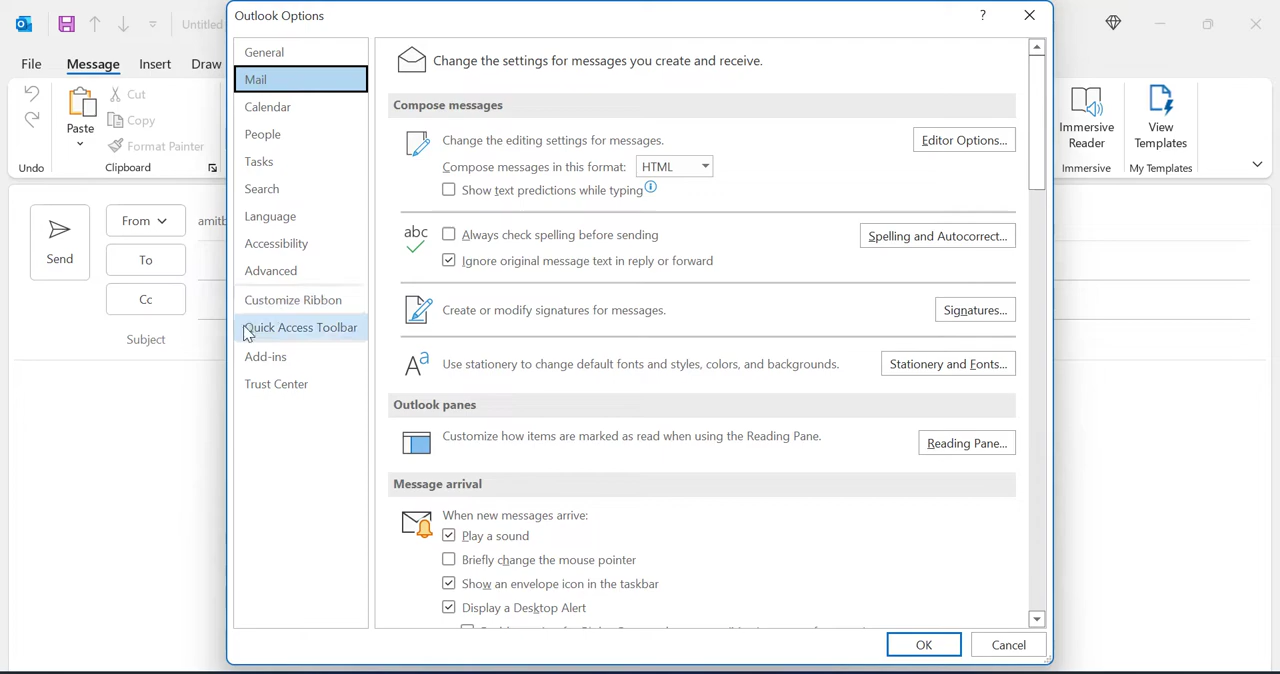 Outlook Options
?
Untitled
File
Message
Insert
Draw
Undo
Paste
Cut
Copy
Format Painter
Clipboard
Immersive
Reader
Immersive
View
Templates
My Templates
Send
From
To
Cc
Subject
General
Mail
Calendar
People
Tasks
Search
Language
Accessibility
Advanced
Customize Ribbon
Quick Access Toolbar
Add-ins
Trust Center
Change the settings for messages you create and receive.
Compose messages
Change the editing settings for messages.
Editor Options...
Compose messages in this format: HTML
Show text predictions while typing
abc
Always check spelling before sending
Spelling and Autocorrect...
Ignore original message text in reply or forward
Create or modify signatures for messages.
Signatures...
Aa
Use stationery to change default fonts and styles, colors, and backgrounds.
Stationery and Fonts...
Outlook panes
Customize how items are marked as read when using the Reading Pane.
Reading Pane...
Message arrival
When new messages arrive:
Play a sound
Briefly change the mouse pointer
Show an envelope icon in the taskbar
Display a Desktop Alert
OK
Cancel